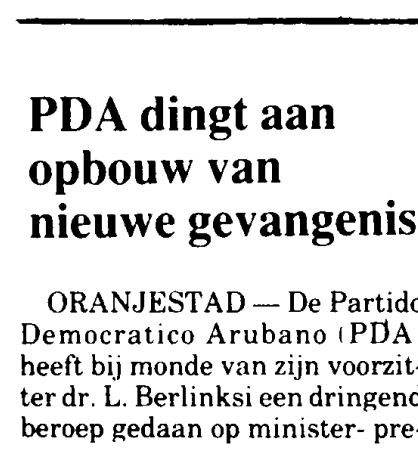 PDA dingt aan
opbouw van
nieuwe gevangenis
ORANJESTAD — De Partido
Democratico Arubano (PDA
heeft bij monde van zijn voorzit-
ter dr. L. Berlinksi een dringend
beroep gedaan op minister- pre-